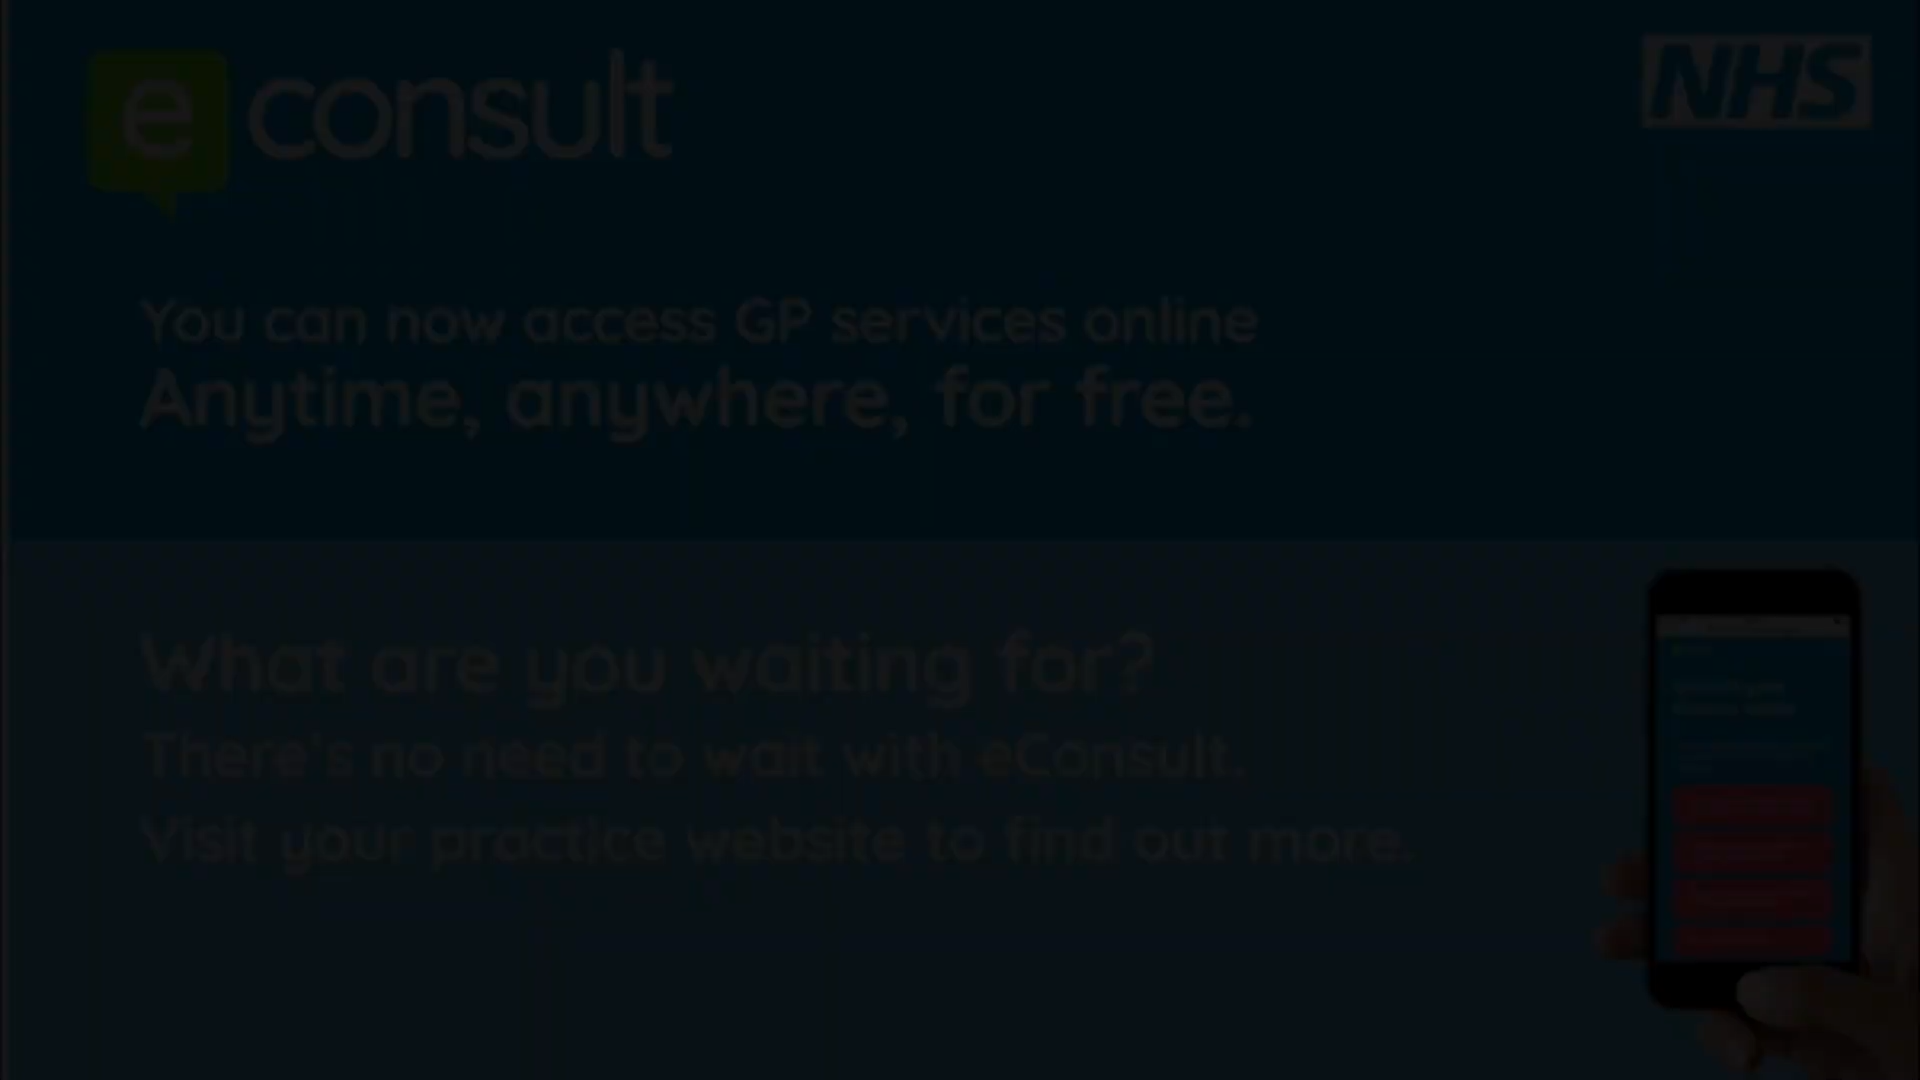 e consult
NHS
You can now access GP services online
Anytime, anywhere, for free.
What are you waiting for?
There's no need to wait with eConsult.
Visit your practice website to find out more.